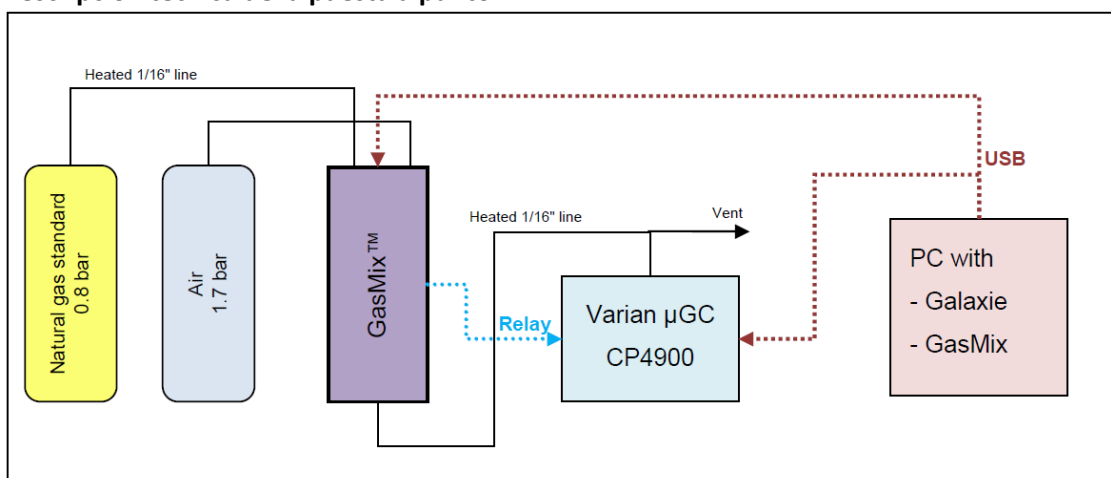 Heated 1/16" line
Natural gas standard
0.8 bar
Air
1.7 bar
GasMix™
Heated 1/16" line
Vent
Relay
Varian µGC
CP4900
USB
PC with
- Galaxie
- GasMix